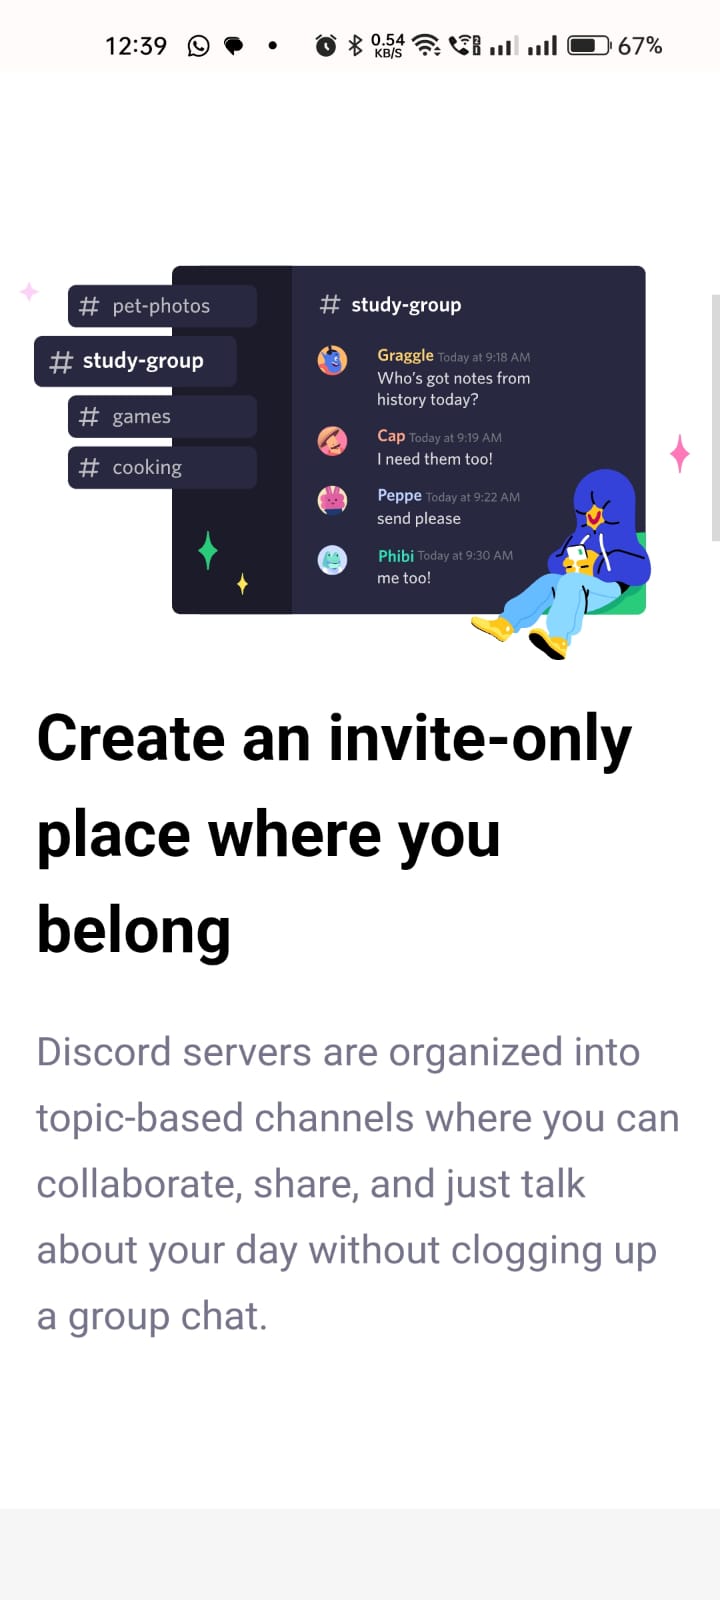 12:39 0.54 KB/S 67%
# pet-photos
# study-group
# games
# cooking
# study-group
Graggle Today at 9:18 AM
Who's got notes from
history today?
Cap Today at 9:19 AM
I need them too!
Peppe Today at 9:22 AM
send please
Phibi Today at 9:30 AM
me too!
Create an invite-only
place where you
belong
Discord servers are organized into
topic-based channels where you can
collaborate, share, and just talk
about your day without clogging up
a group chat.